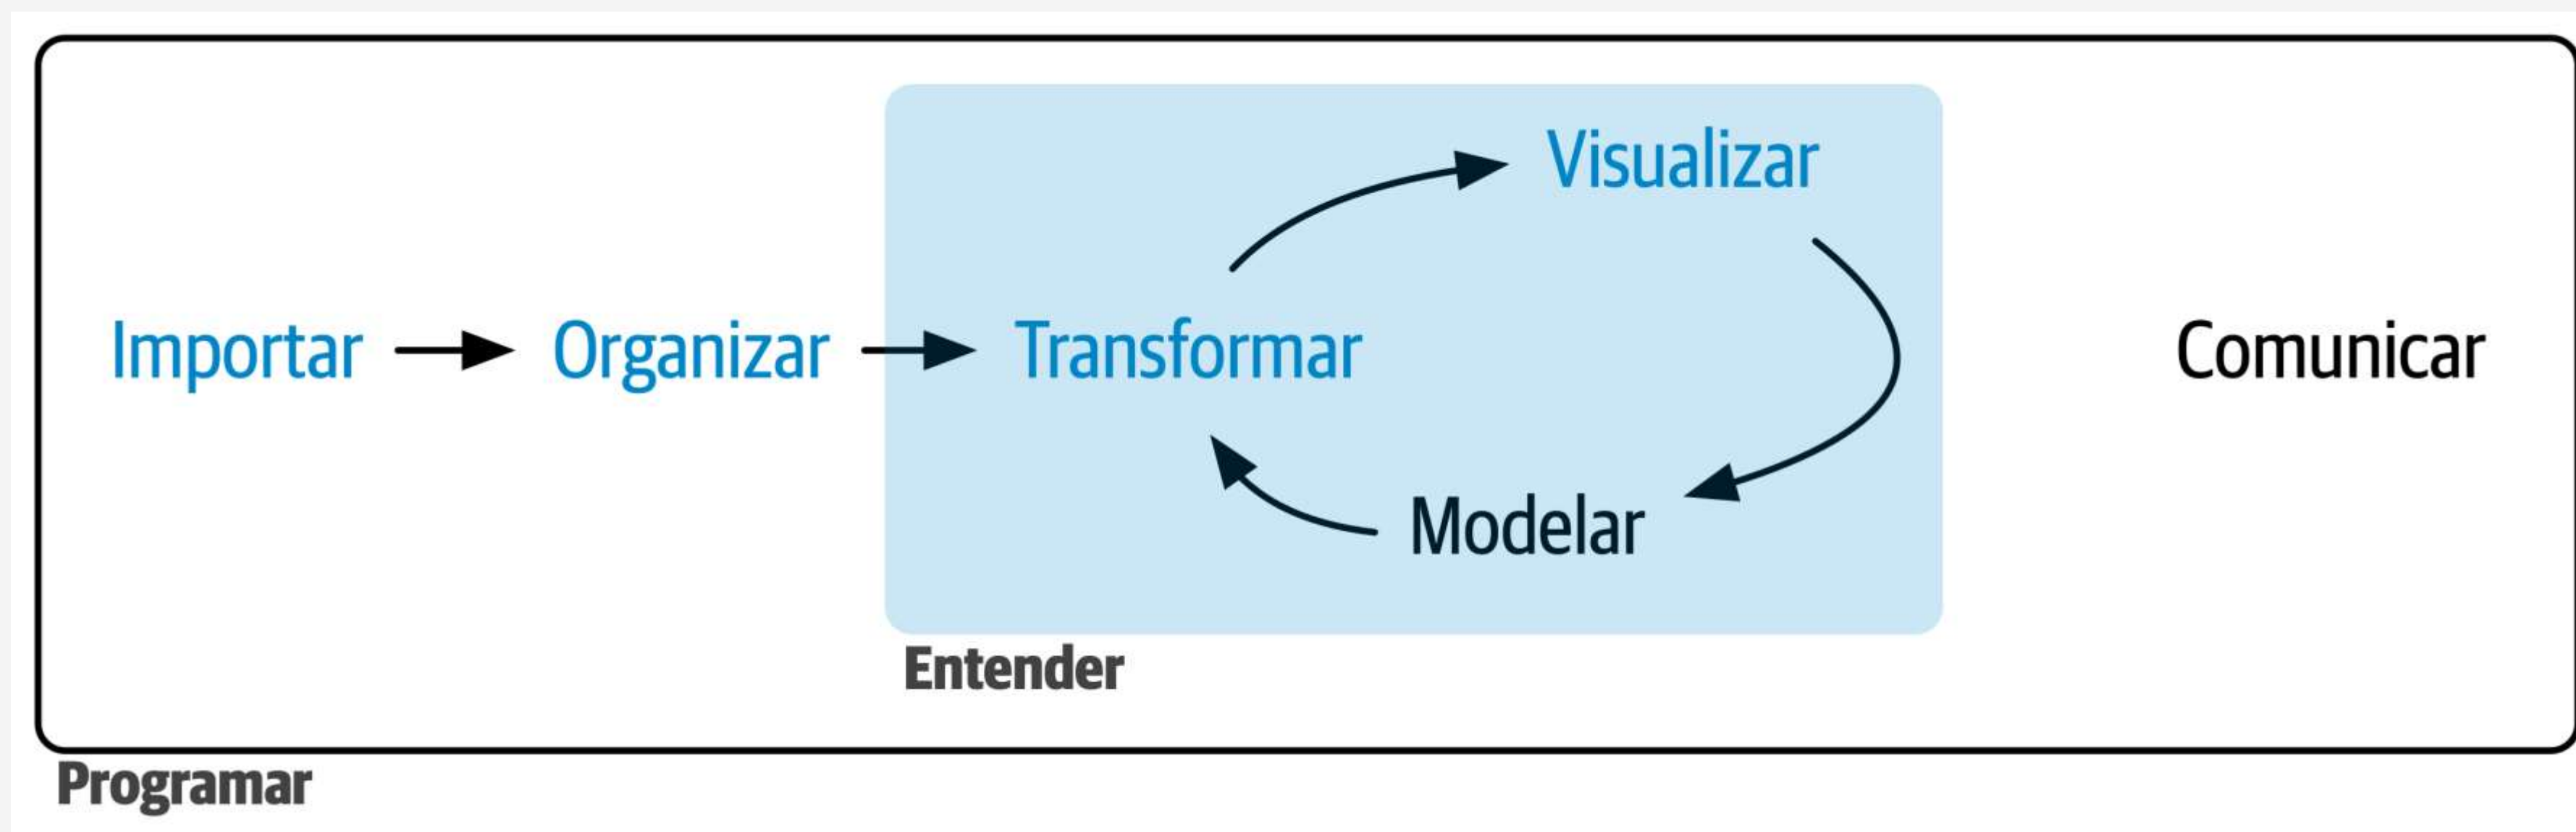 Visualizar
Importar
Organizar
Transformar
Comunicar
Modelar
Entender
Programar